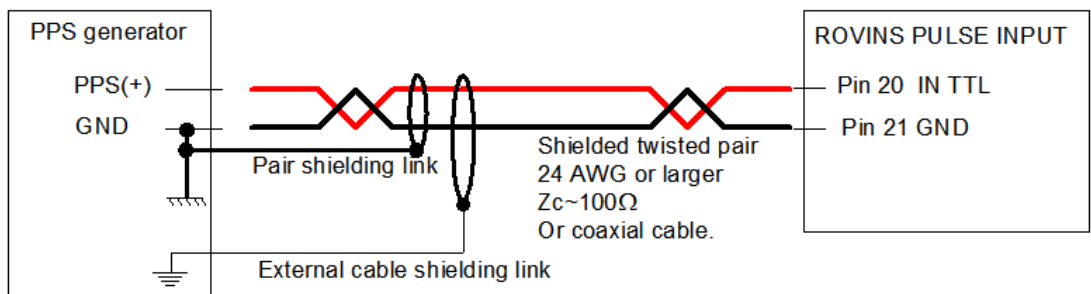 PPS generator
PPS(+)
GND
Pair shielding link
External cable shielding link
Shielded twisted pair
24 AWG or larger
Zc~100Ω
Or coaxial cable.
ROVINS PULSE INPUT
Pin 20 IN TTL
Pin 21 GND